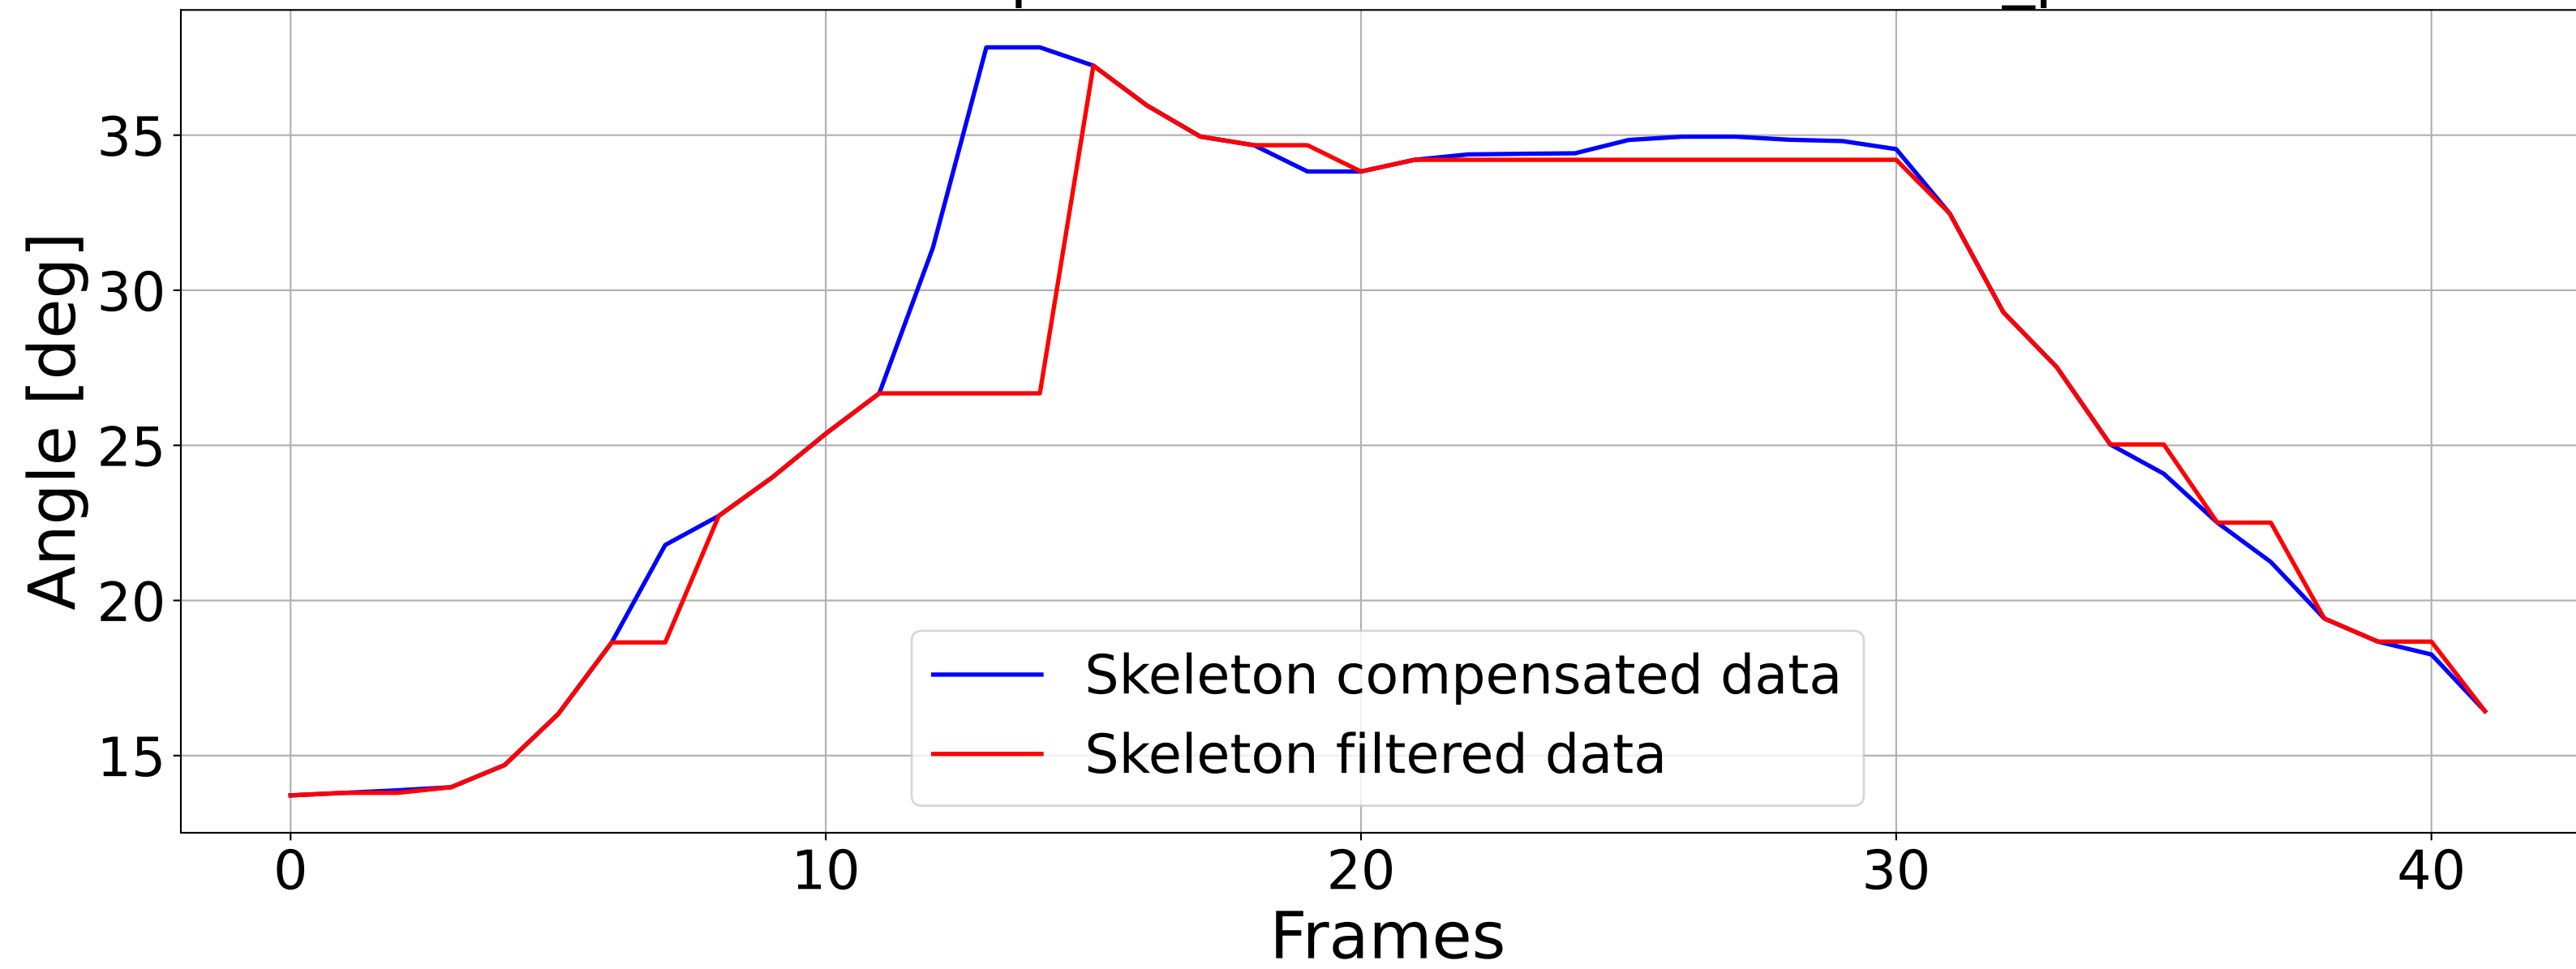 Angle [deg]
35
30
25
20
15
Skeleton compensated data
Skeleton filtered data
0 10 20 30 40
Frames